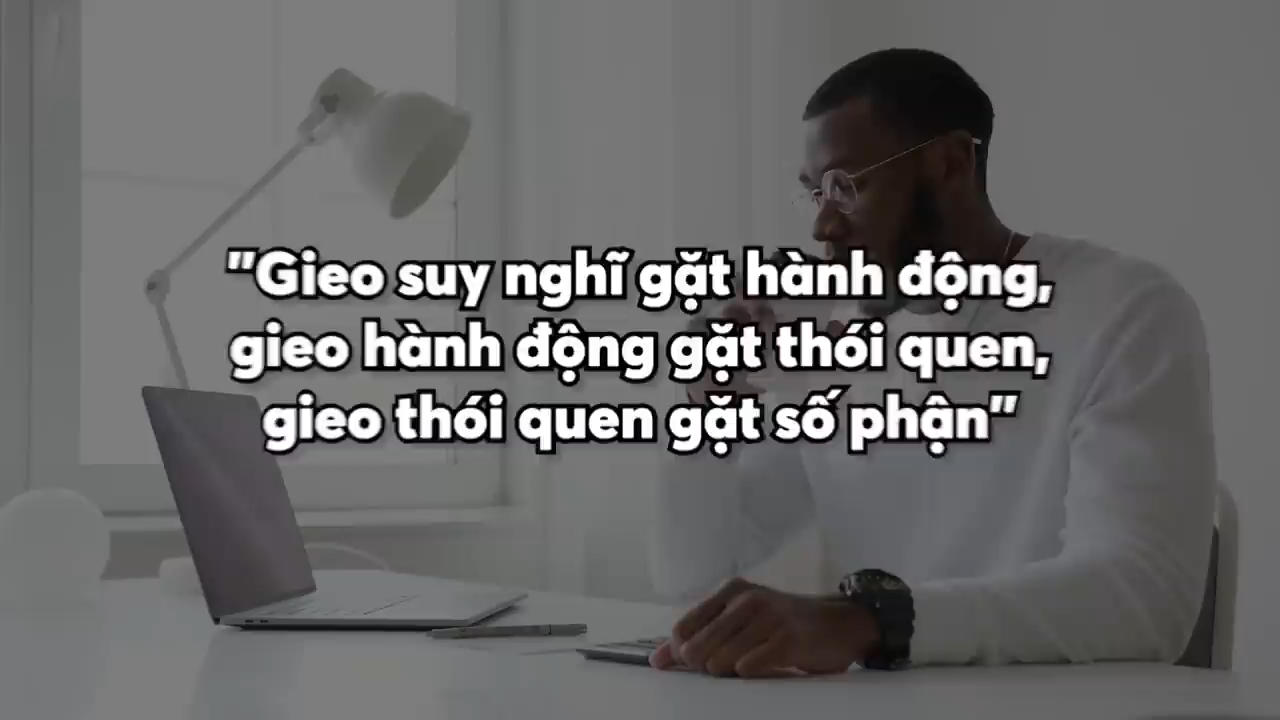 "Gieo suy nghĩ gặt hành động,
gieo hành động gặt thói quen,
gieo thói quen gặt số phận"